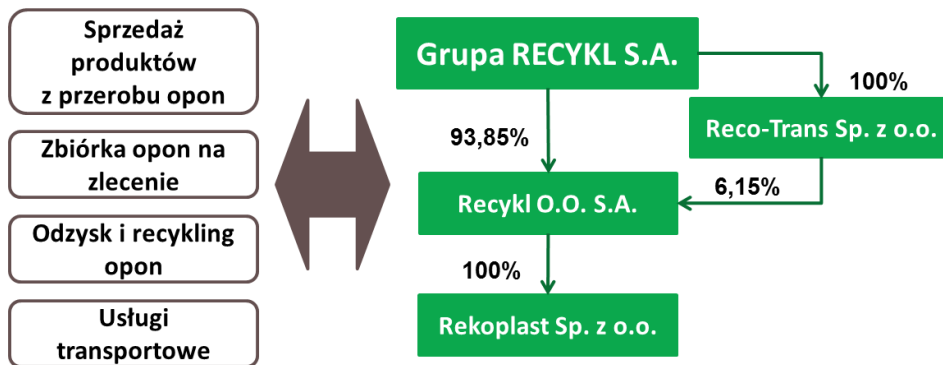 Sprzedaż
produktów
z przerobu opon
Zbiórka opon na
zlecenie
Odzysk i recykling
opon
Usługi
transportowe
Grupa RECYKL S.A.
100%
93,85%
Reco-Trans Sp. z o.o.
6,15%
Recykl O.O. S.A.
100%
Rekoplast Sp. z o.o.